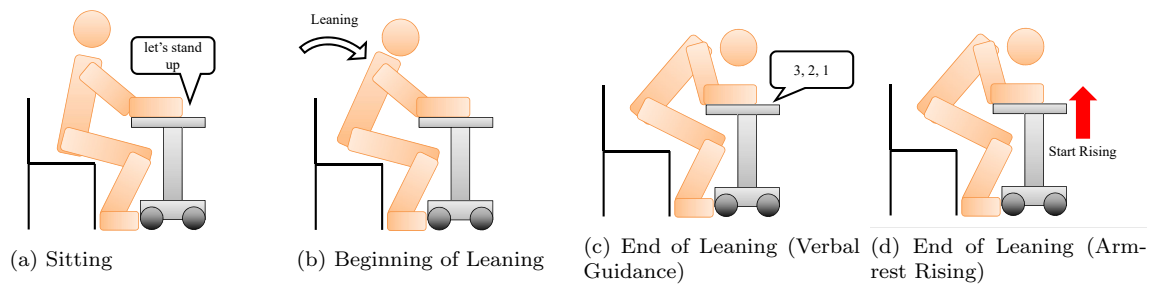 let's stand
up
Leaning
3, 2, 1
Start Rising
(a) Sitting
(b) Beginning of Leaning
(c) End of Leaning (Verbal
Guidance)
(d) End of Leaning (Arm-
rest Rising)